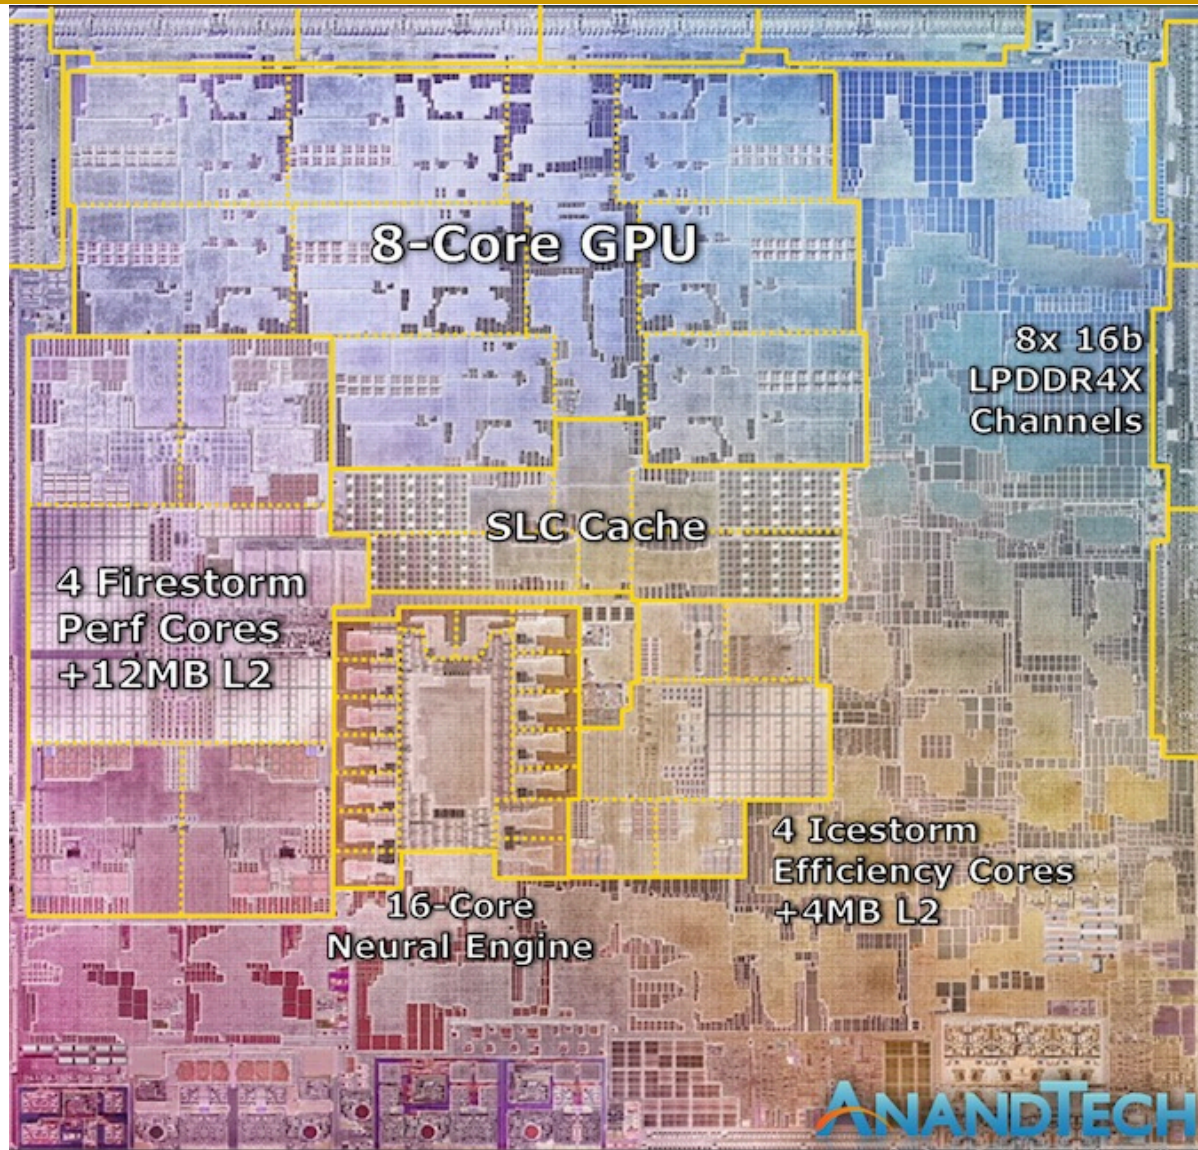 8-Core GPU
8x 16b
LPDDR4X
Channels
SLC Cache
4 Firestorm
Perf Cores
+12MB L2
4 Icestorm
Efficiency Cores
+4MB L2
16-Core
Neural Engine
ANANDTECH